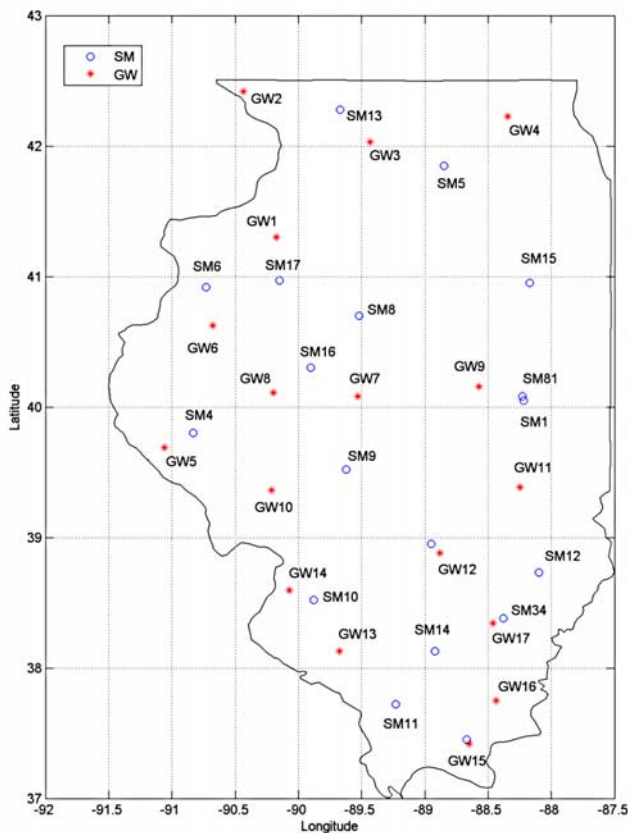 43
SM
GW
GW2
SM13
GW4
42
GW3
SM5
GW1
SM6
SM17
SM15
41
SM8
GW6
SM16
GW8
GW7
GW9
SM81
Latitude
40
SM4
SM1
GW5
SM9
GW11
GW10
39
GW12
SM12
GW14
SM10
SM34
GW13
SM14
GW17
38
GW16
SM11
GW15
37
-92 -91.5 -91 -90.5 -90 -89.5 -89 -88.5 -88 -87.5
Longitude